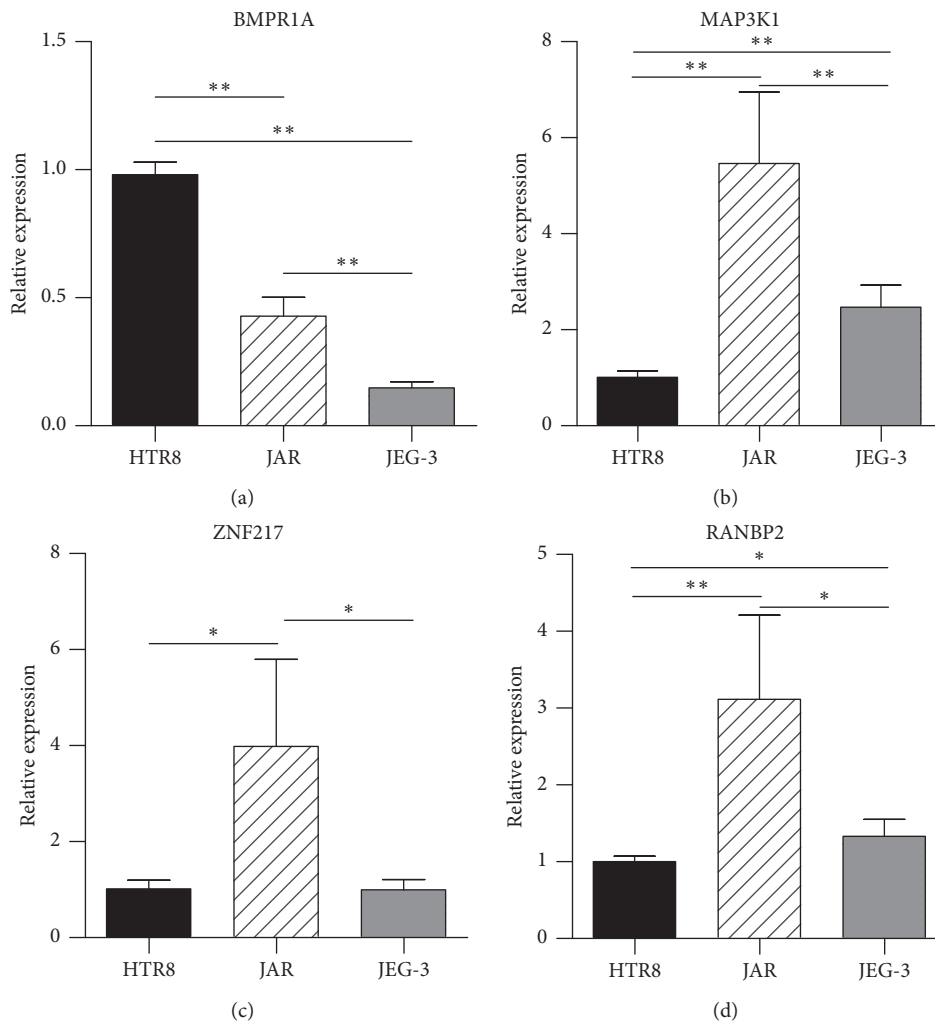 BMPR1A
Relative expression
1.5
1.0
0.5
0.0
**
**
**
HTR8 JAR JEG-3
(a)
MAP3K1
Relative expression
8
6
4
2
0
**
**
**
HTR8 JAR JEG-3
(b)
ZNF217
Relative expression
8
6
4
2
0
*
*
HTR8 JAR JEG-3
(c)
RANBP2
Relative expression
5
4
3
2
1
0
*
**
*
HTR8 JAR JEG-3
(d)